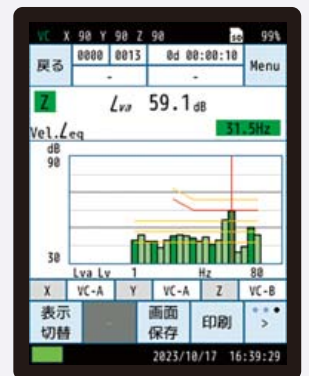 VC X 90 Y 90 Z 90 SD 99%
戻る 0000 0013 0d 00:00:10 Menu
- -
Z Lva 59.1dB
Vel.Leq 31.5Hz
dB
90
30
Lva Lv 1 Hz 80
X VC-A Y VC-A Z VC-B
表示切替 - 画面保存 印刷 >
2023/10/17 16:39:29